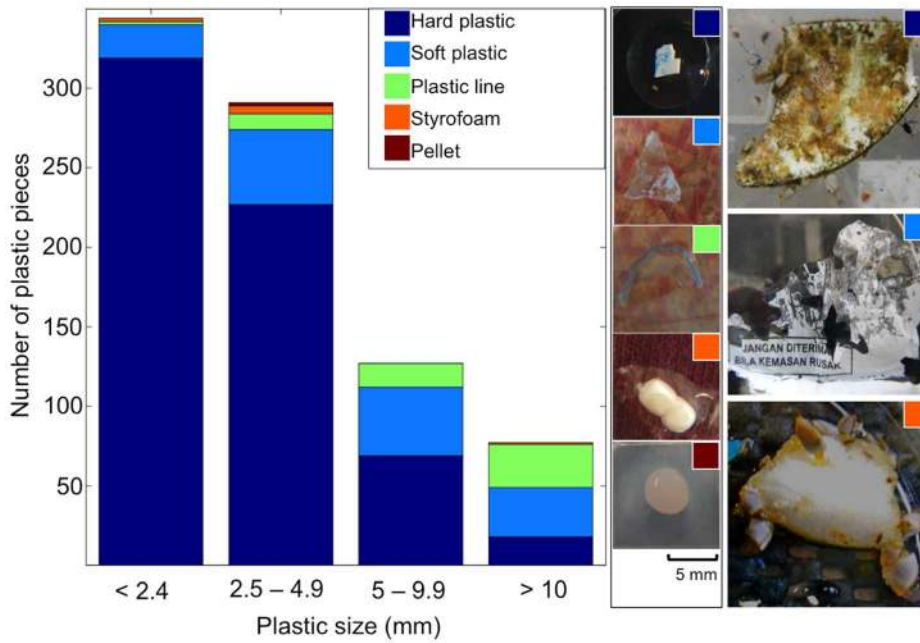 Hard plastic
Soft plastic
Plastic line
Styrofoam
Pellet
300
250
200
150
100
50
Number of plastic pieces
< 2.4
2.5 – 4.9
5 – 9.9
> 10
Plastic size (mm)
JANGAN DITERIMA
BILA KEMASAN RUSAK
5 mm